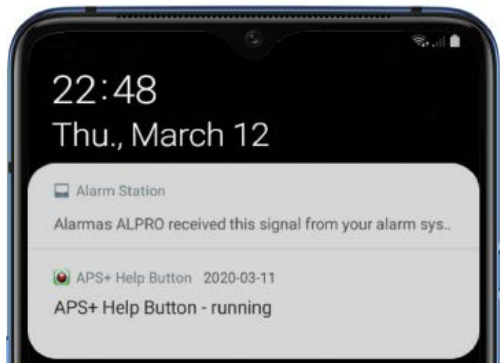 22:48
Thu., March 12
Alarm Station
Alarmas ALPRO received this signal from your alarm sys..
APS+ Help Button 2020-03-11
APS+ Help Button - running